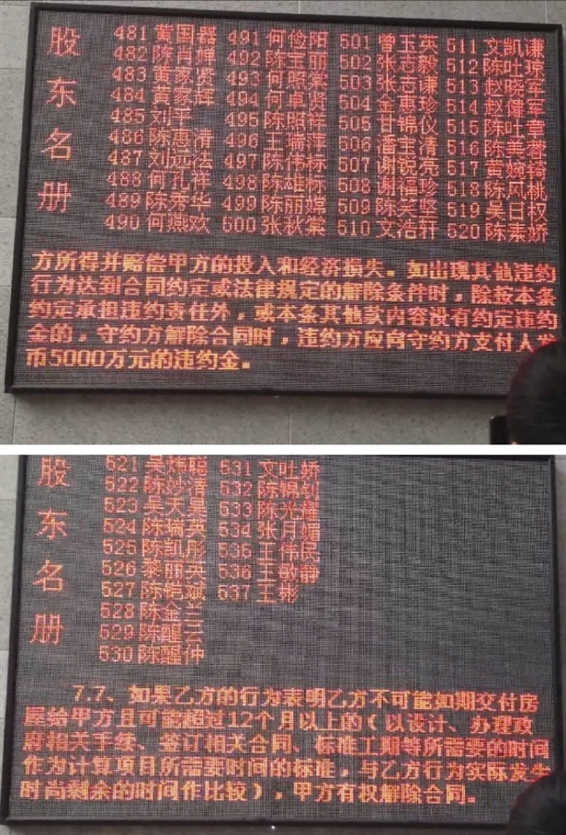 股东名册
481 黄国器 491 何俭阳 501 曾玉英 511 文凯谦
482 陈肖婵 492 陈宝丽 502 张志毅 512 陈吐琼
483 黄家贤 493 何照棠 503 张志谦 513 赵晓军
484 黄家辉 494 何卓贤 504 金惠珍 514 赵健军
485 刘平 495 陈照祥 505 甘锦仪 515 陈吐章
486 陈惠清 496 王瑞萍 506 潘宝清 516 陈美蓉
487 刘远法 497 陈伟标 507 谢锐亮 517 黄婉锜
488 何孔祥 498 陈雄标 508 谢福珍 518 陈凤桃
489 陈秀华 499 陈丽嫦 509 陈笑坚 519 吴日权
490 何燕欢 500 张秋棠 510 文浩轩 520 陈素娇
方所得并赔偿甲方的投入和经济损失。如出现其他违约
行为达到合同约定或法律规定的解除条件时，除按本条
约定承担违约责任外，或本条其他款内容没有约定违约
金的，守约方解除合同时，违约方应向守约方支付人发
币5000万元的违约金。
股东名册
521 吴炜聪 531 文吐娇
522 陈妙清 532 陈锦钊
523 吴天昊 533 陈光隆
524 陈瑞英 534 张月媚
525 陈凯彤 535 王伟民
526 黎丽英 536 王敏静
527 陈铠斌 537 王彬
528 陈金兰
529 陈醒云
530 陈醒仲
7.7、如果乙方的行为表明乙方不可能如期交付房
屋给甲方且可能超过12个月以上的（以设计、办理政
府相关手续、签订相关合同、标准工期等所需要的时间
作为计算项目所需要时间的标准，与乙方行为实际发生
时尚剩余的时间作比较），甲方有权解除合同。